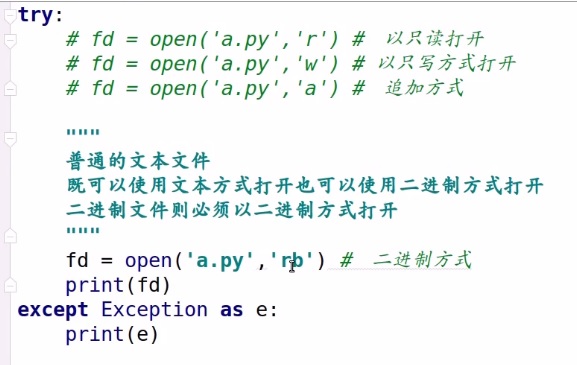 try:
    # fd = open('a.py','r') #  以只读打开
    # fd = open('a.py','w') # 以只写方式打开
    # fd = open('a.py','a') #  追加方式
    """
    普通的文本文件
    既可以使用文本方式打开也可以使用二进制方式打开
    二进制文件则必须以二进制方式打开
    """
    fd = open('a.py','rb') #  二进制方式
    print(fd)
except Exception as e:
    print(e)